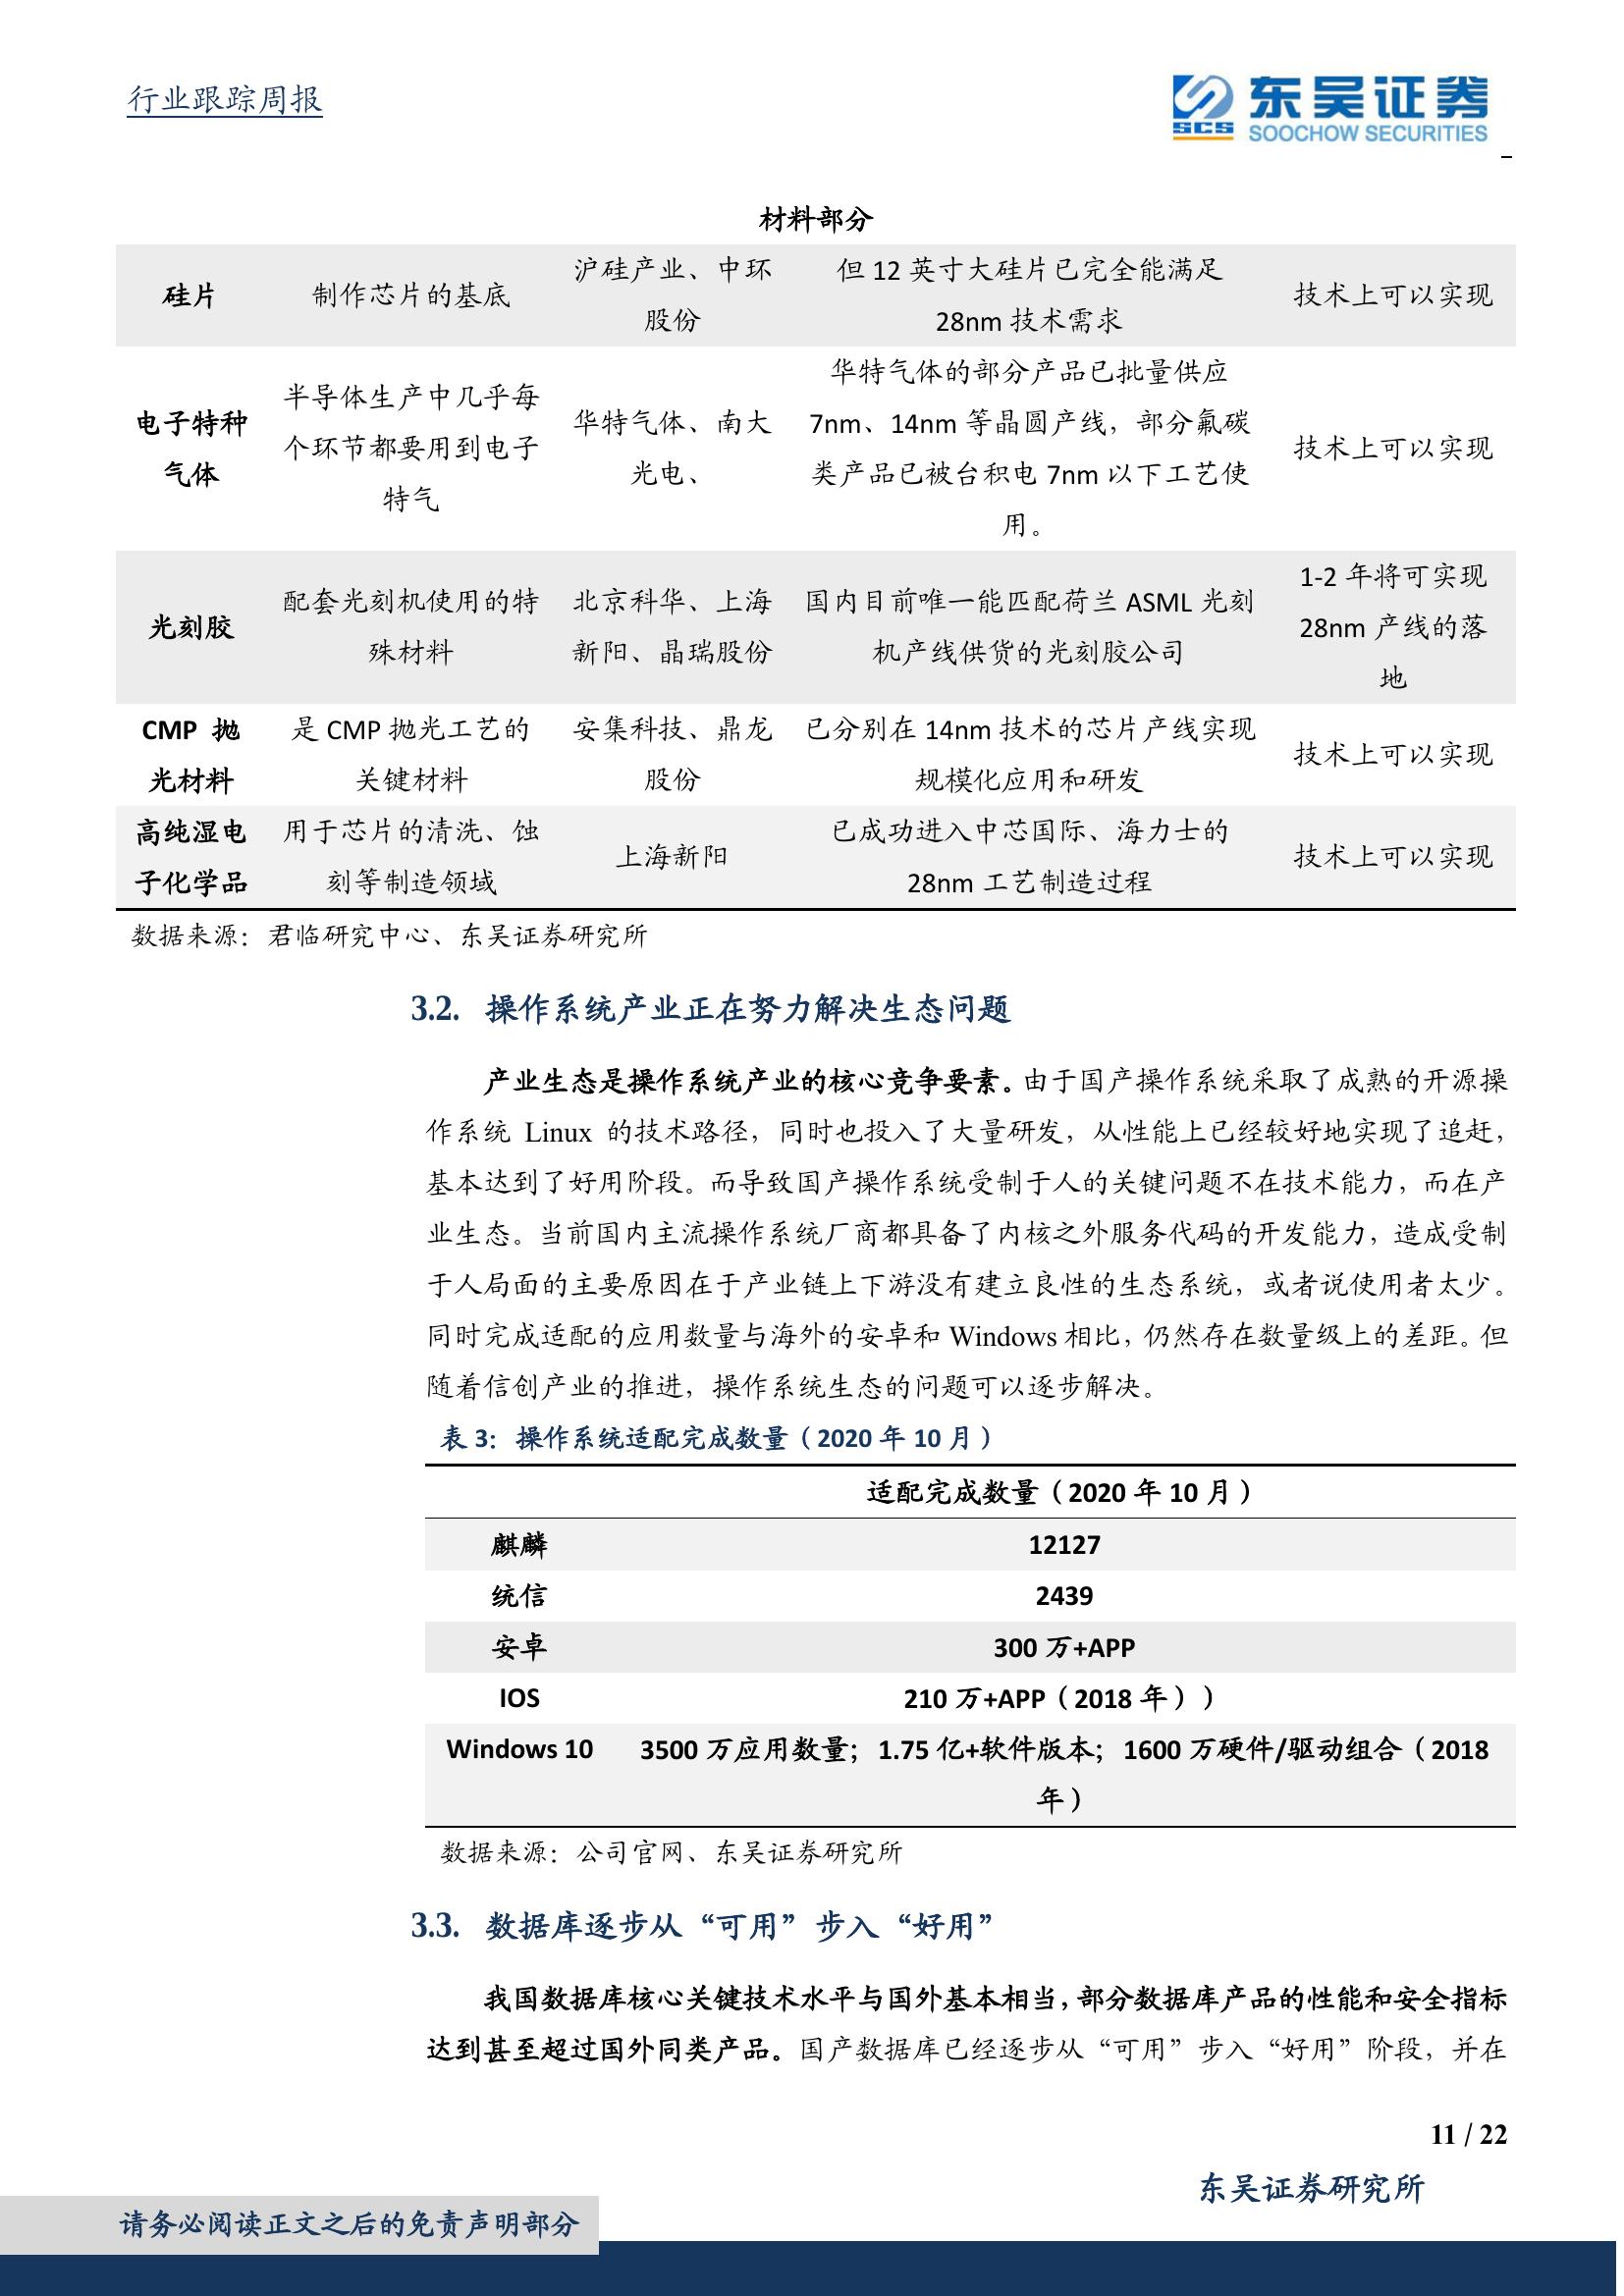 行业跟踪周报
SCS
东吴证券
SOOCHOW SECURITIES
材料部分
硅片
制作芯片的基底
沪硅产业、中环
股份
但 12 英寸大硅片已完全能满足
28nm 技术需求
技术上可以实现
电子特种
气体
半导体生产中几乎每
个环节都要用到电子
特气
华特气体、南大
光电、
华特气体的部分产品已批量供应
7nm、14nm 等晶圆产线，部分氟碳
类产品已被台积电 7nm 以下工艺使
用。
技术上可以实现
光刻胶
配套光刻机使用的特
殊材料
北京科华、上海
新阳、晶瑞股份
国内目前唯一能匹配荷兰 ASML 光刻
机产线供货的光刻胶公司
1-2 年将可实现
28nm 产线的落
地
CMP 抛
光材料
是 CMP 抛光工艺的
关键材料
安集科技、鼎龙
股份
已分别在 14nm 技术的芯片产线实现
规模化应用和研发
技术上可以实现
高纯湿电
子化学品
用于芯片的清洗、蚀
刻等制造领域
上海新阳
已成功进入中芯国际、海力士的
28nm 工艺制造过程
技术上可以实现
数据来源：君临研究中心、东吴证券研究所
3.2. 操作系统产业正在努力解决生态问题
产业生态是操作系统产业的核心竞争要素。由于国产操作系统采取了成熟的开源操
作系统 Linux 的技术路径，同时也投入了大量研发，从性能上已经较好地实现了追赶，
基本达到了好用阶段。而导致国产操作系统受制于人的关键问题不在技术能力，而在产
业生态。当前国内主流操作系统厂商都具备了内核之外服务代码的开发能力，造成受制
于人局面的主要原因在于产业链上下游没有建立良性的生态系统，或者说使用者太少。
同时完成适配的应用数量与海外的安卓和 Windows 相比，仍然存在数量级上的差距。但
随着信创产业的推进，操作系统生态的问题可以逐步解决。
表 3：操作系统适配完成数量（2020 年 10 月）
适配完成数量（2020 年 10 月）
麒麟 12127
统信 2439
安卓 300 万+APP
IOS 210 万+APP（2018 年））
Windows 10 3500 万应用数量；1.75 亿+软件版本；1600 万硬件/驱动组合（2018
年）
数据来源：公司官网、东吴证券研究所
3.3. 数据库逐步从“可用”步入“好用”
我国数据库核心关键技术水平与国外基本相当，部分数据库产品的性能和安全指标
达到甚至超过国外同类产品。国产数据库已经逐步从“可用”步入“好用”阶段，并在
11 / 22
东吴证券研究所
请务必阅读正文之后的免责声明部分